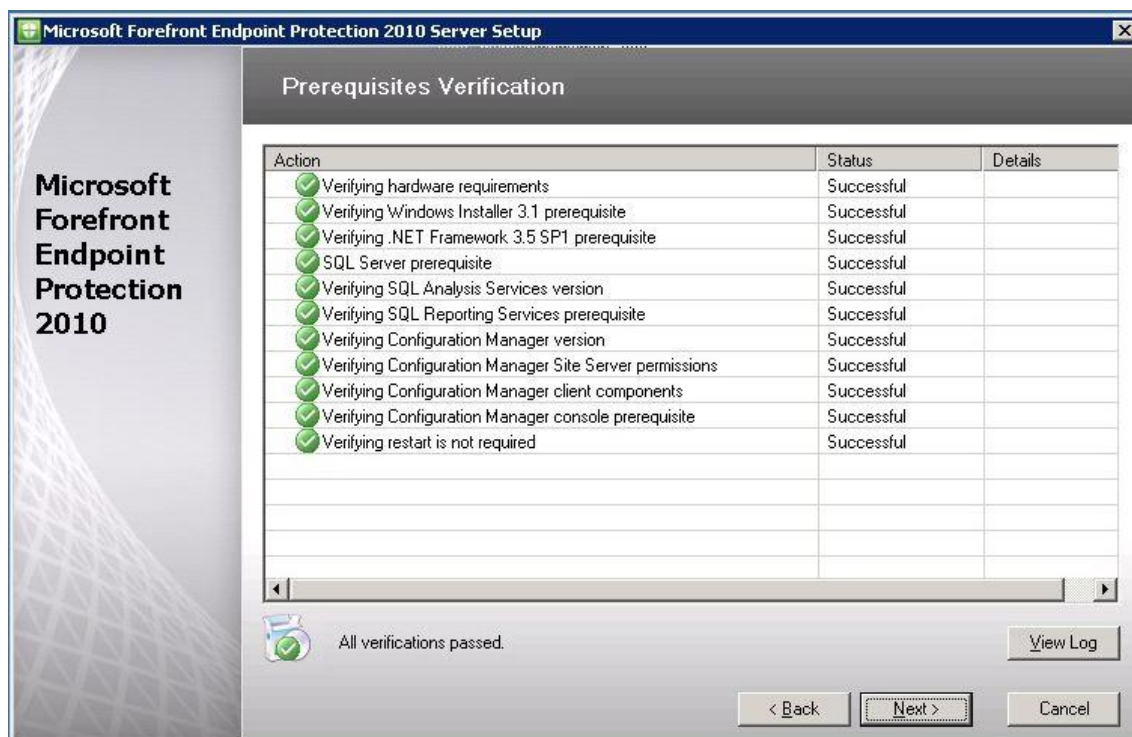 Microsoft Forefront Endpoint Protection 2010 Server Setup
Prerequisites Verification
Microsoft
Forefront
Endpoint
Protection
2010
Action Status Details
Verifying hardware requirements Successful
Verifying Windows Installer 3.1 prerequisite Successful
Verifying .NET Framework 3.5 SP1 prerequisite Successful
SQL Server prerequisite Successful
Verifying SQL Analysis Services version Successful
Verifying SQL Reporting Services prerequisite Successful
Verifying Configuration Manager version Successful
Verifying Configuration Manager Site Server permissions Successful
Verifying Configuration Manager client components Successful
Verifying Configuration Manager console prerequisite Successful
Verifying restart is not required Successful
All verifications passed.
View Log
< Back Next > Cancel